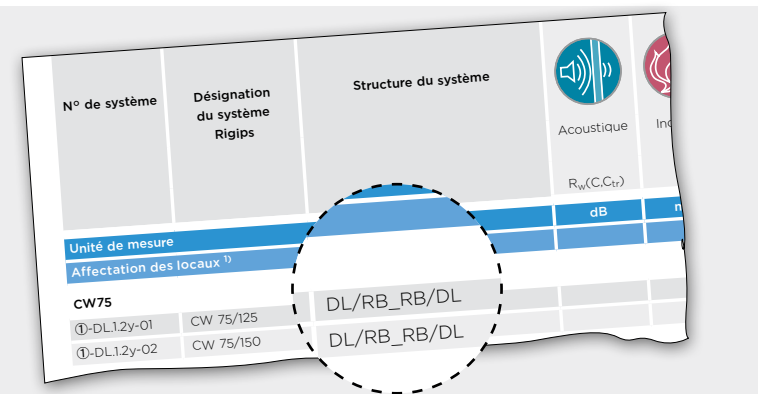 N° de système
Désignation
du système
Rigips
Structure du système
Acoustique
R_w(C,C_tr)
Unité de mesure
dB
Affectation des locaux 1)
CW75
①-DL.1.2y-01 CW 75/125 DL/RB_RB/DL
①-DL.1.2y-02 CW 75/150 DL/RB_RB/DL